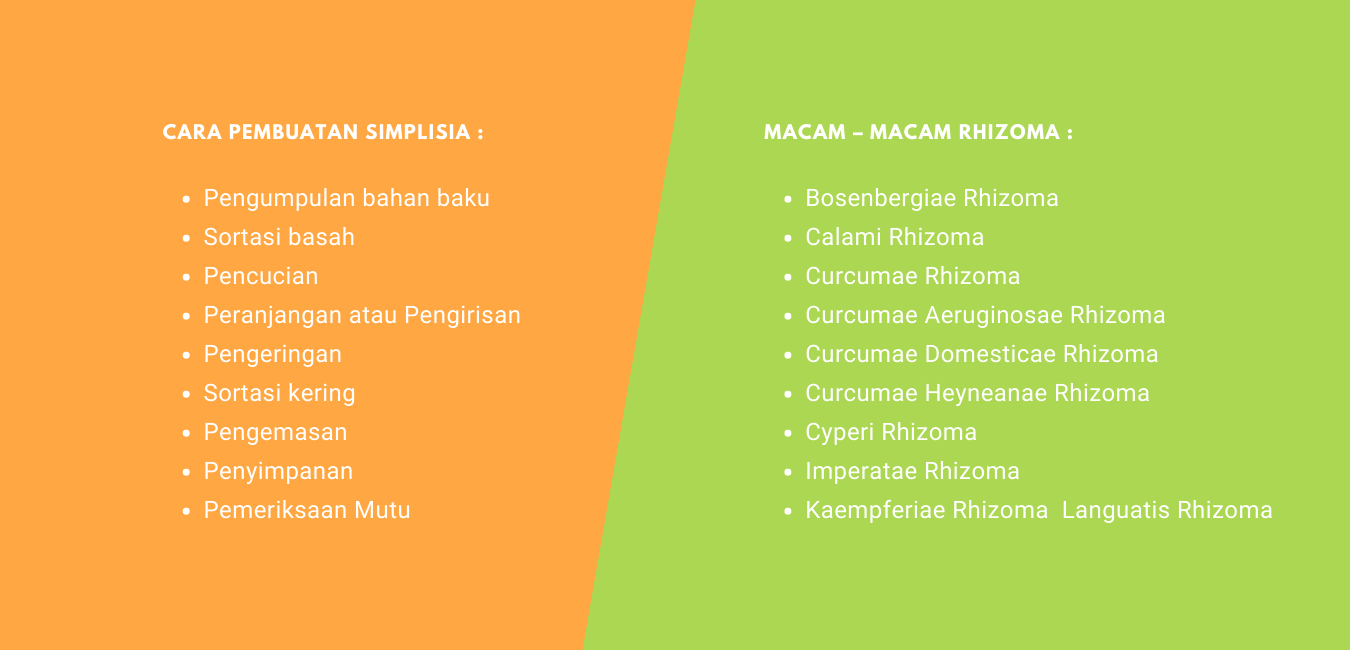 CARA PEMBUATAN SIMPLISIA :
• Pengumpulan bahan baku
• Sortasi basah
• Pencucian
• Peranjangan atau Pengirisan
• Pengeringan
• Sortasi kering
• Pengemasan
• Penyimpanan
• Pemeriksaan Mutu
MACAM – MACAM RHIZOMA :
• Bosenbergiae Rhizoma
• Calami Rhizoma
• Curcumae Rhizoma
• Curcumae Aeruginosae Rhizoma
• Curcumae Domesticae Rhizoma
• Curcumae Heyneanae Rhizoma
• Cyperi Rhizoma
• Imperatae Rhizoma
• Kaempferiae Rhizoma  Languatis Rhizoma